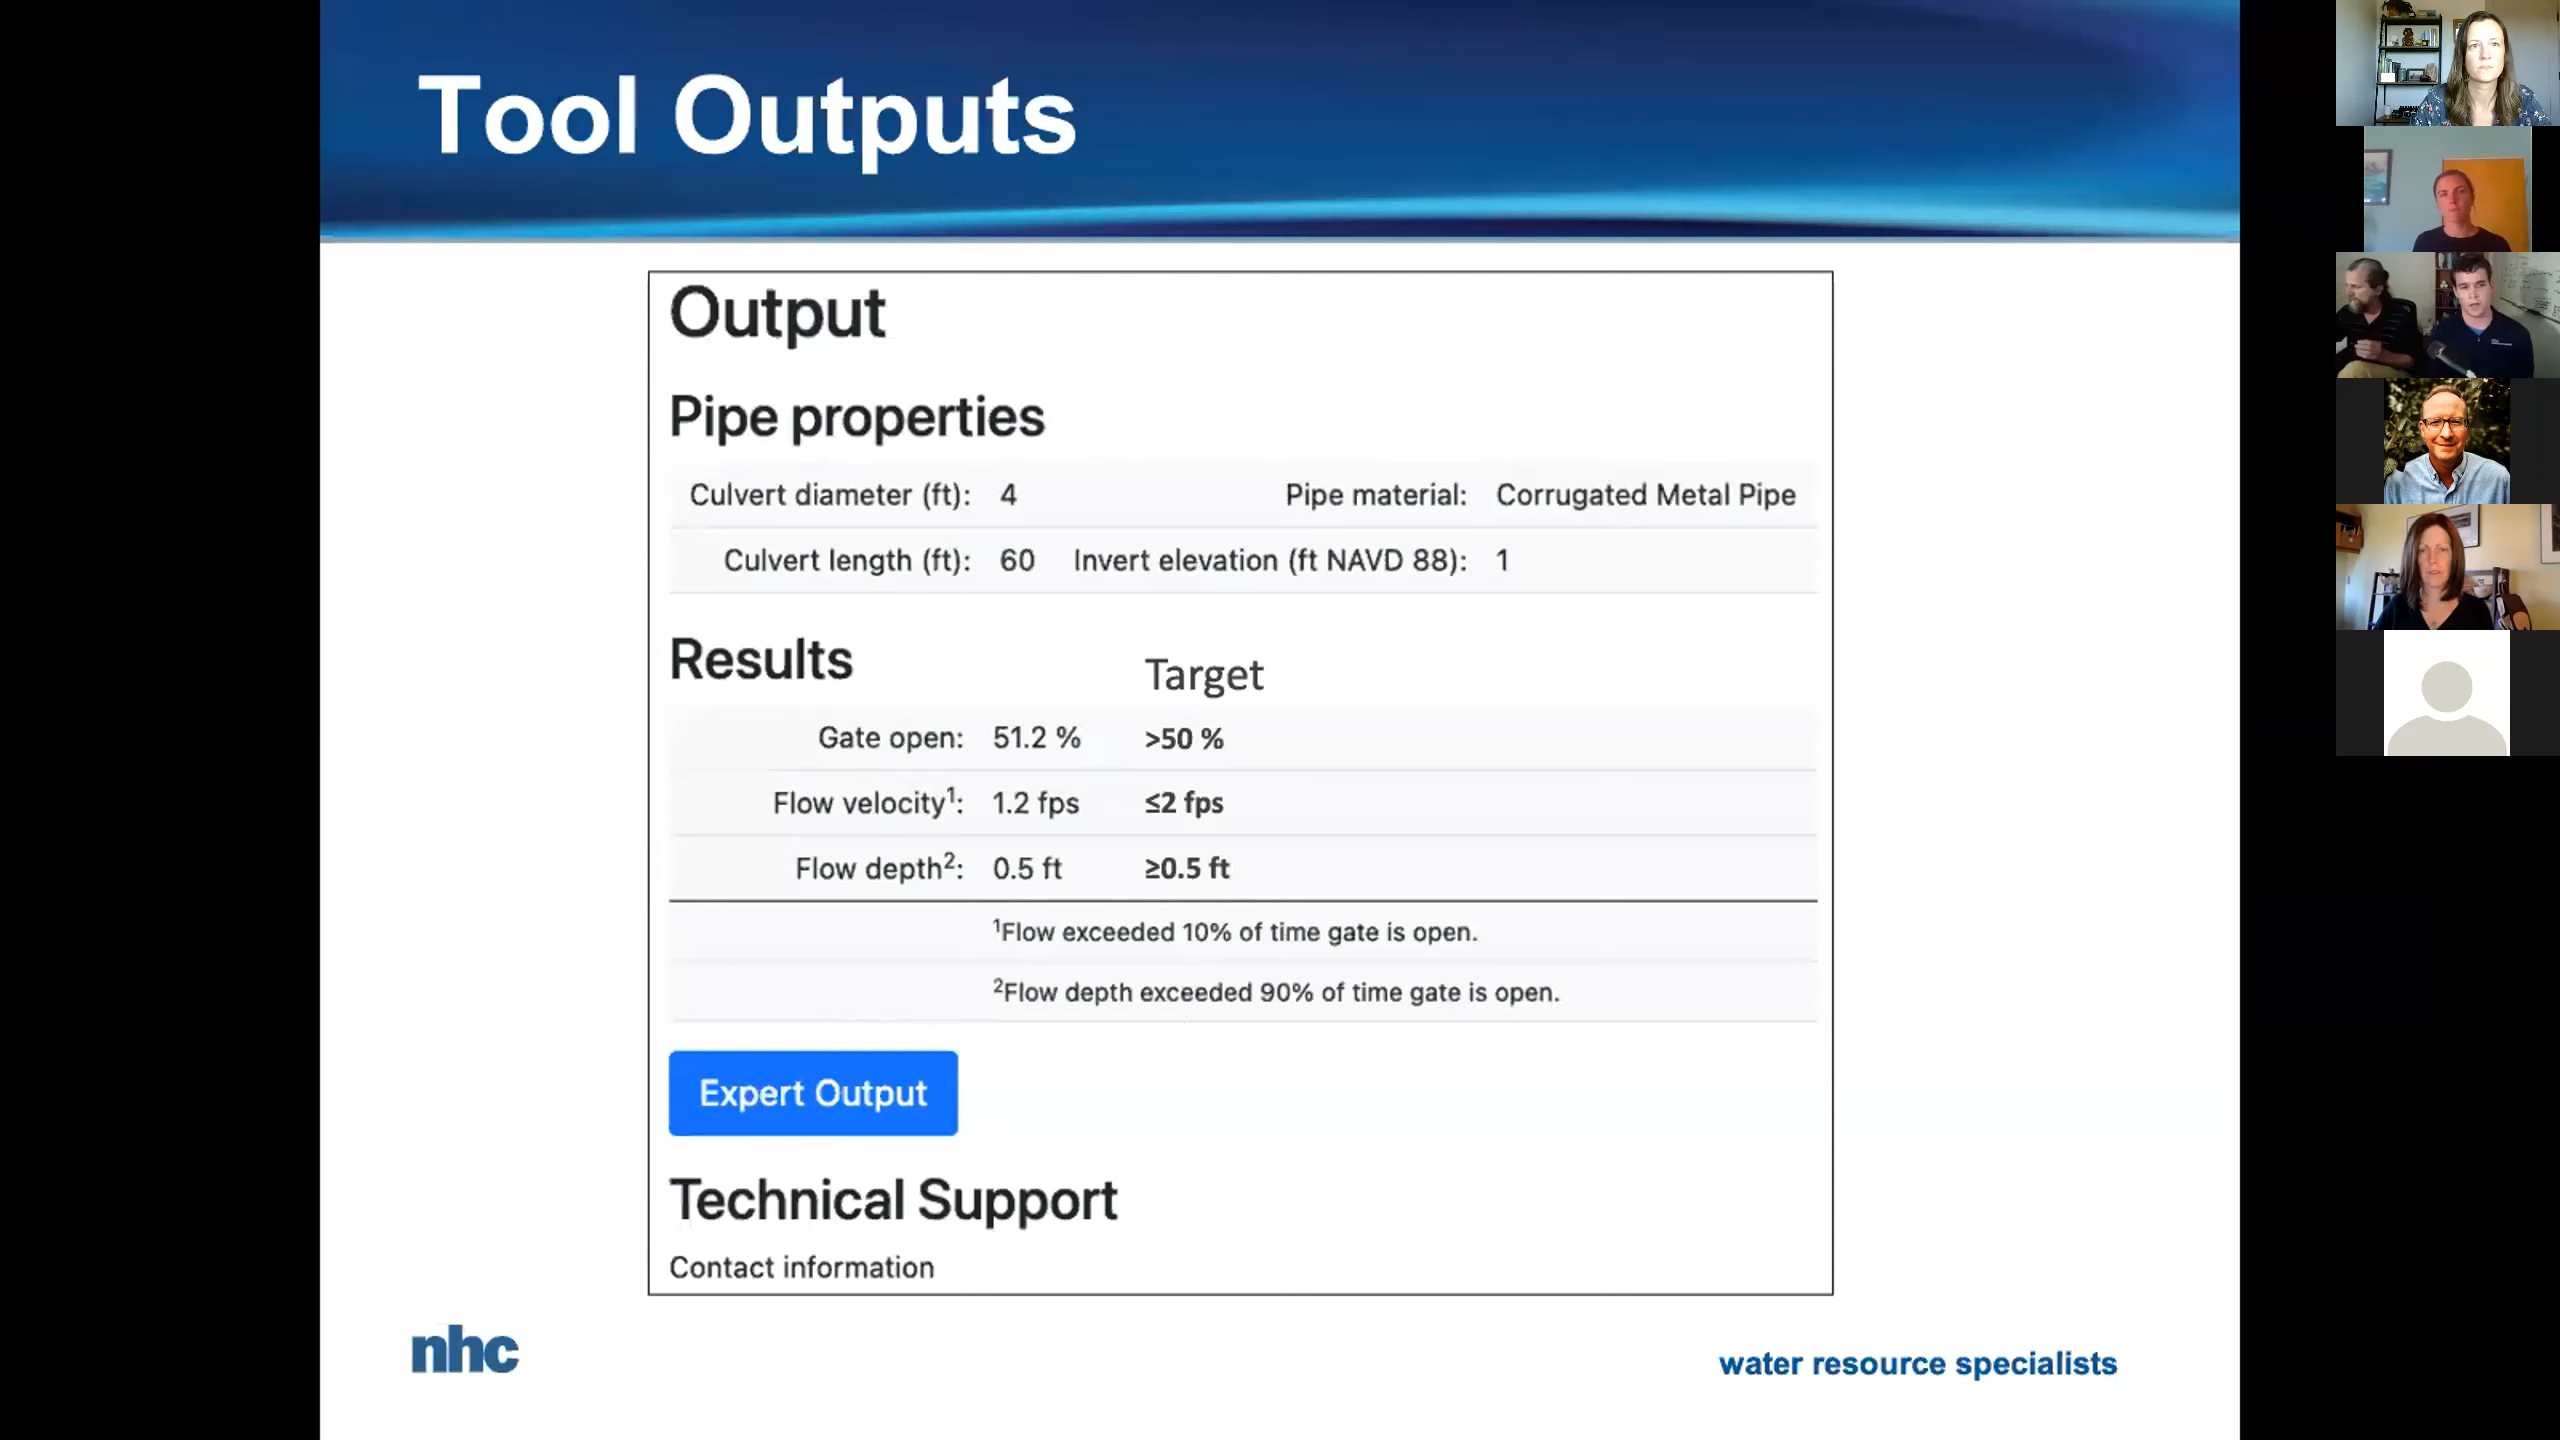 Tool Outputs
Output
Pipe properties
Culvert diameter (ft): 4 Pipe material: Corrugated Metal Pipe
Culvert length (ft): 60 Invert elevation (ft NAVD 88): 1
Results Target
Gate open: 51.2 % >50 %
Flow velocity¹: 1.2 fps ≤2 fps
Flow depth²: 0.5 ft ≥0.5 ft
¹Flow exceeded 10% of time gate is open.
²Flow depth exceeded 90% of time gate is open.
Expert Output
Technical Support
Contact information
nhc
water resource specialists